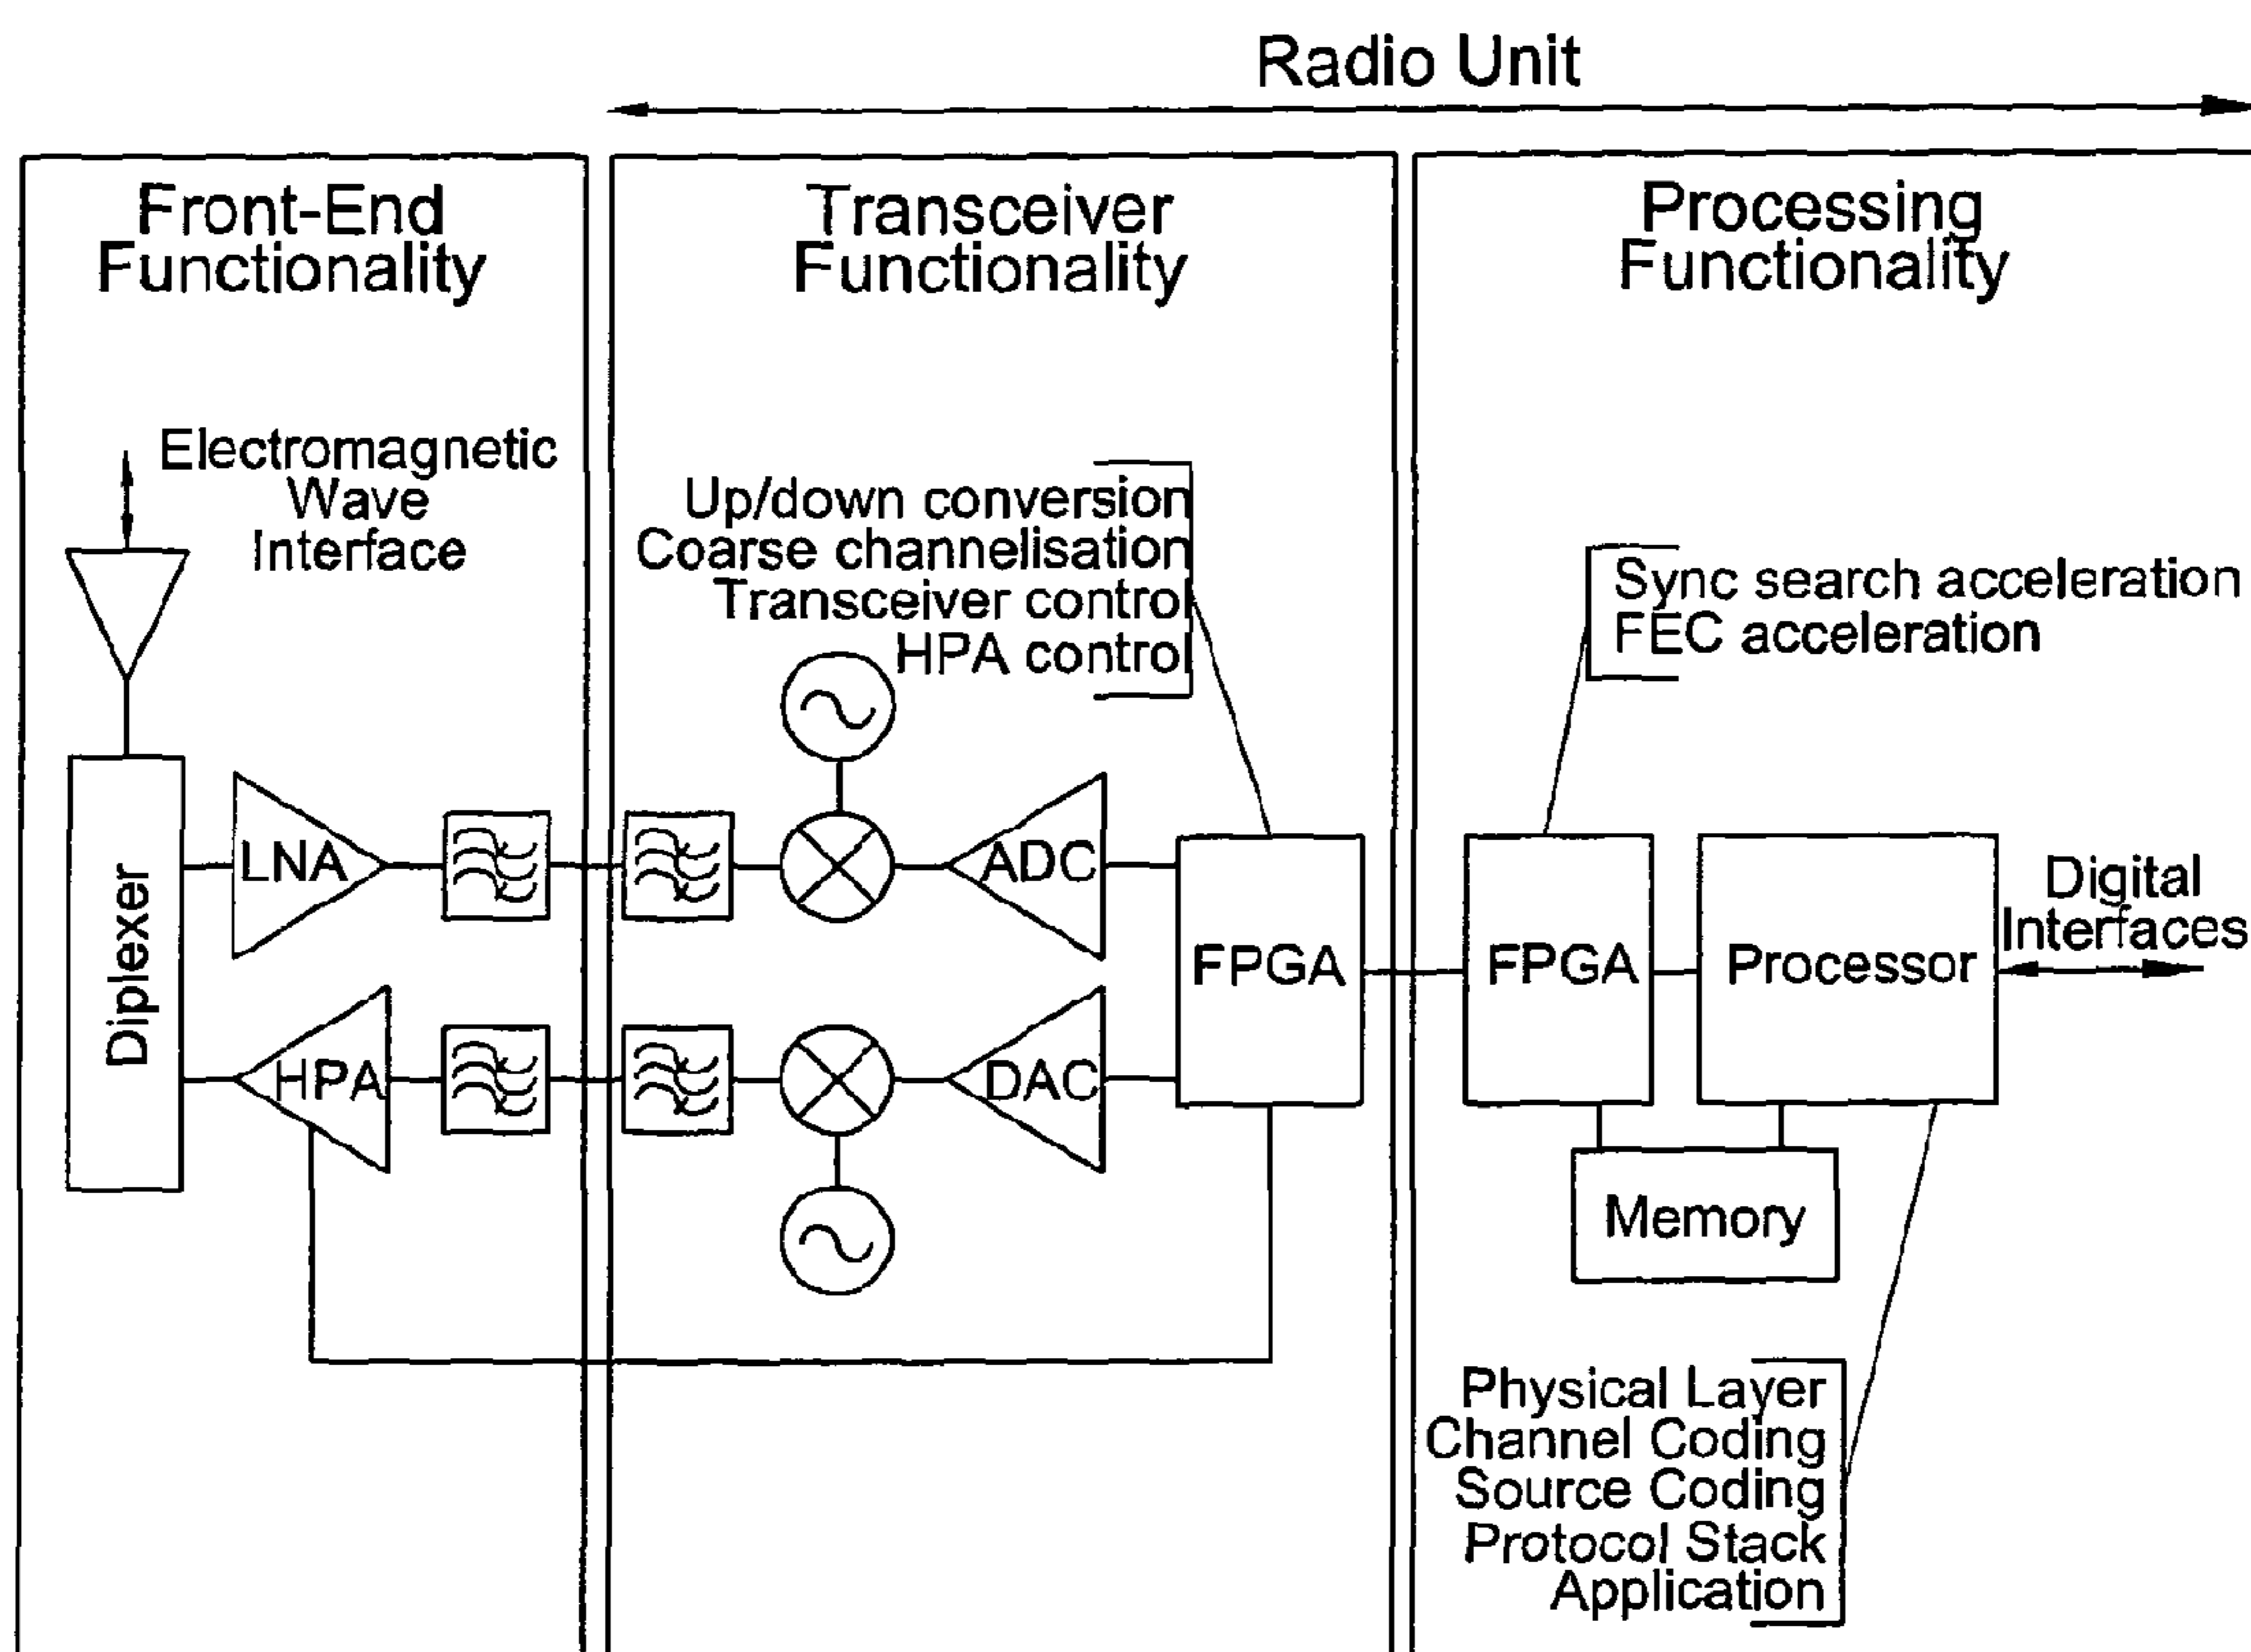 Radio Unit
Front-End
Functionality
Transceiver
Functionality
Processing
Functionality
Electromagnetic
Wave
Interface
Up/down conversion
Coarse channelisation
Transceiver control
HPA control
Sync search acceleration
FEC acceleration
Diplexer
LNA
ADC
HPA
DAC
FPGA
FPGA
Processor
Digital
Interfaces
Memory
Physical Layer
Channel Coding
Source Coding
Protocol Stack
Application